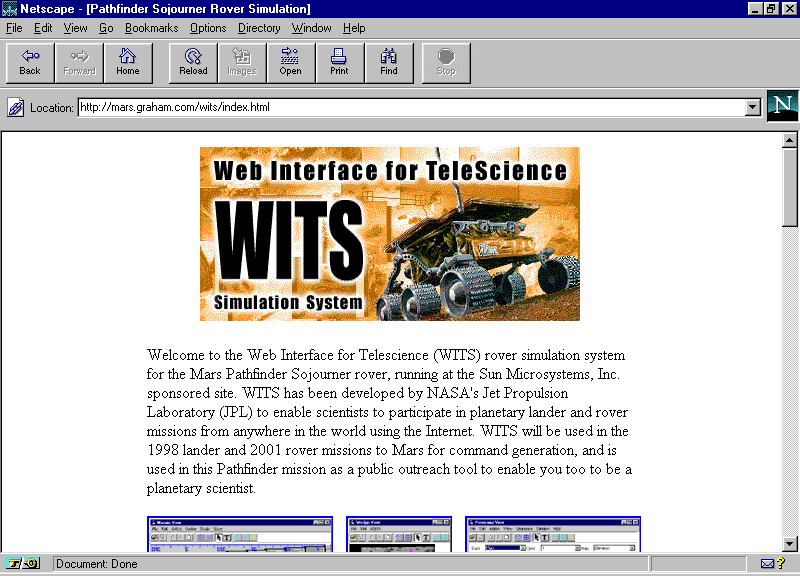 Netscape - [Pathfinder Sojourner Rover Simulation]
File Edit View Go Bookmarks Options Directory Window Help
Back Forward Home Reload Images Open Print Find Stop
Location: http://mars.graham.com/wits/index.html
N
Web Interface for TeleScience
WITS
Simulation System
Welcome to the Web Interface for Telescience (WITS) rover simulation system
for the Mars Pathfinder Sojourner rover, running at the Sun Microsystems, Inc.
sponsored site. WITS has been developed by NASA's Jet Propulsion
Laboratory (JPL) to enable scientists to participate in planetary lander and rover
missions from anywhere in the world using the Internet. WITS will be used in the
1998 lander and 2001 rover missions to Mars for command generation, and is
used in this Pathfinder mission as a public outreach tool to enable you too to be a
planetary scientist.
Mosaic View Wedge View Panorama View
Document: Done